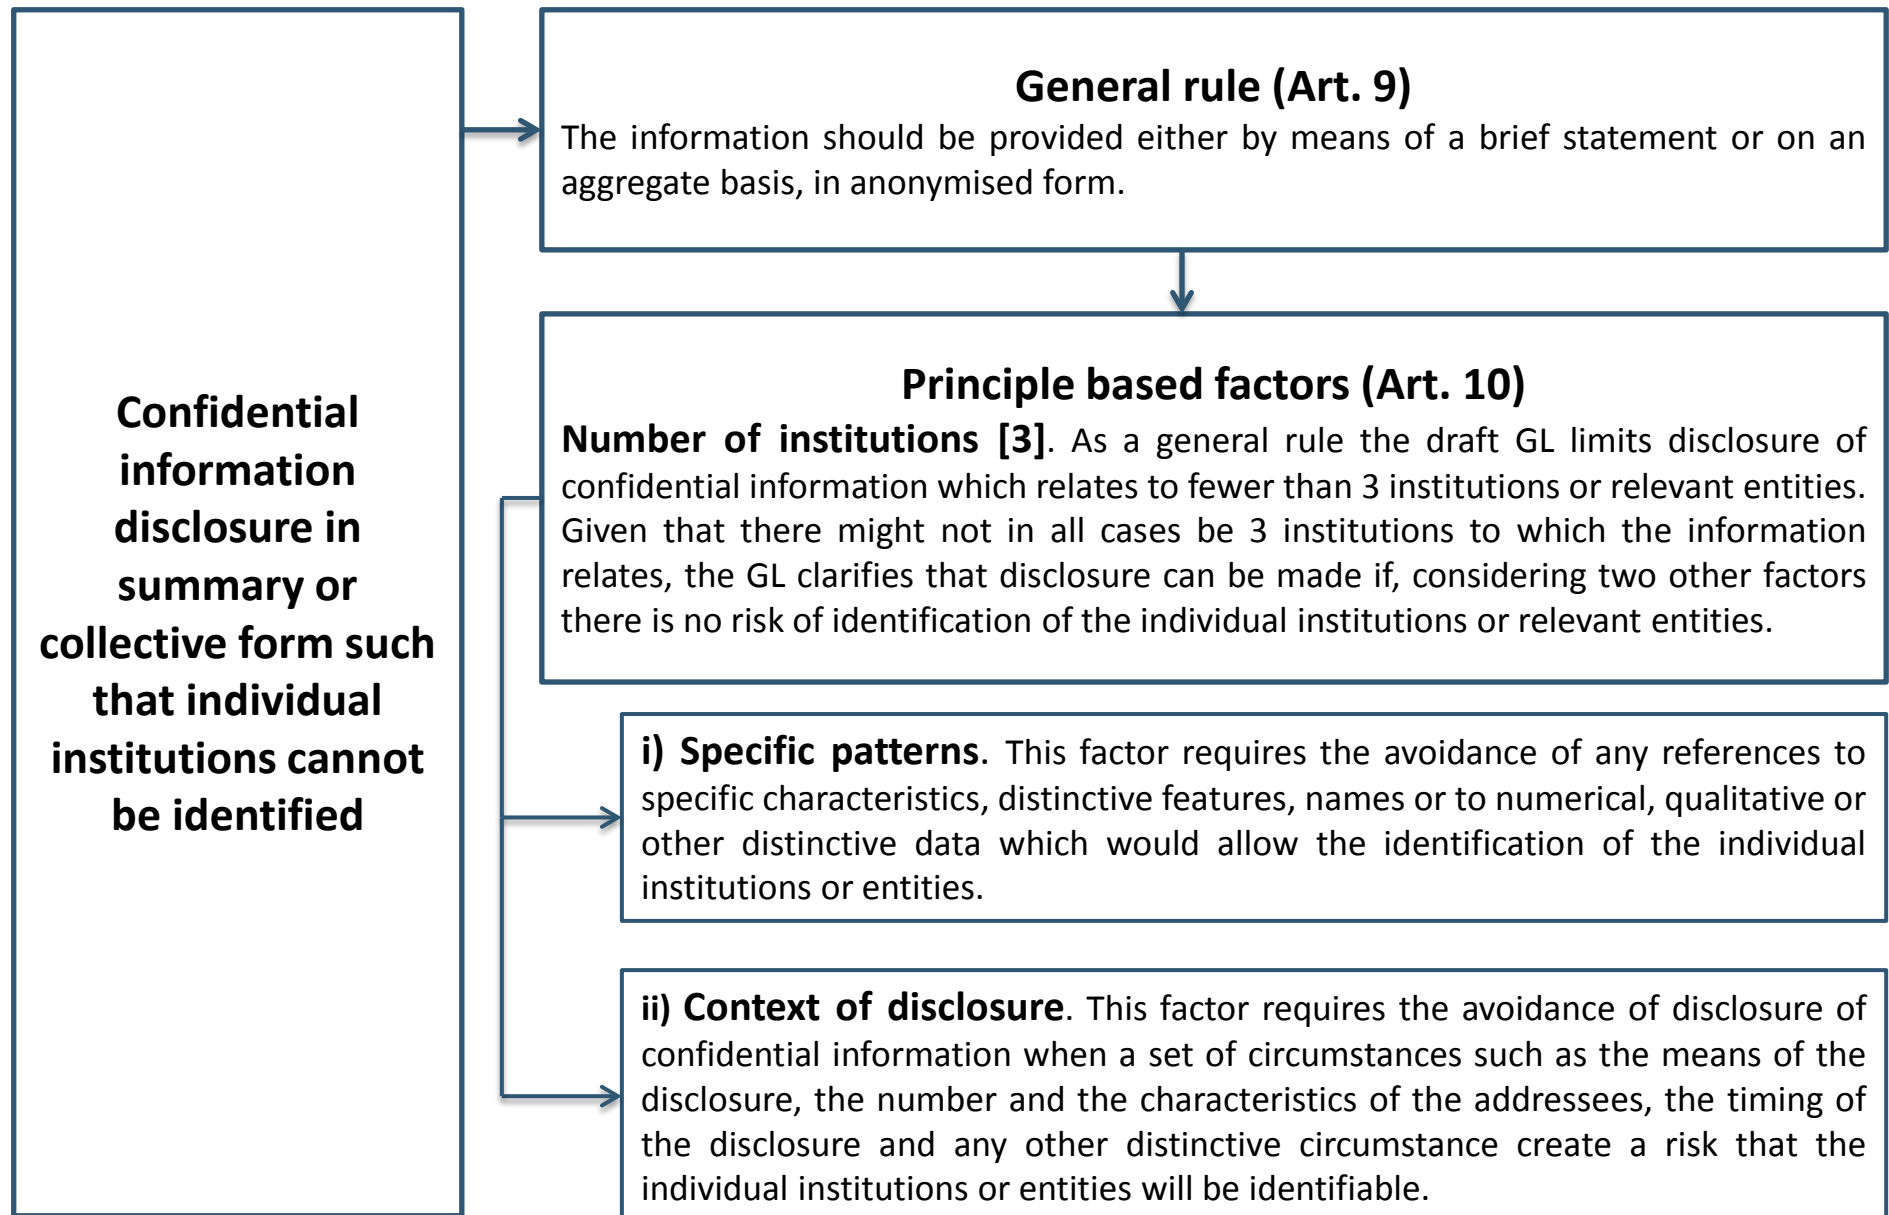 Confidential
information
disclosure in
summary or
collective form such
that individual
institutions cannot
be identified
General rule (Art. 9)
The information should be provided either by means of a brief statement or on an
aggregate basis, in anonymised form.
Principle based factors (Art. 10)
Number of institutions [3]. As a general rule the draft GL limits disclosure of
confidential information which relates to fewer than 3 institutions or relevant entities.
Given that there might not in all cases be 3 institutions to which the information
relates, the GL clarifies that disclosure can be made if, considering two other factors
there is no risk of identification of the individual institutions or relevant entities.
i) Specific patterns. This factor requires the avoidance of any references to
specific characteristics, distinctive features, names or to numerical, qualitative or
other distinctive data which would allow the identification of the individual
institutions or entities.
ii) Context of disclosure. This factor requires the avoidance of disclosure of
confidential information when a set of circumstances such as the means of the
disclosure, the number and the characteristics of the addressees, the timing of
the disclosure and any other distinctive circumstance create a risk that the
individual institutions or entities will be identifiable.